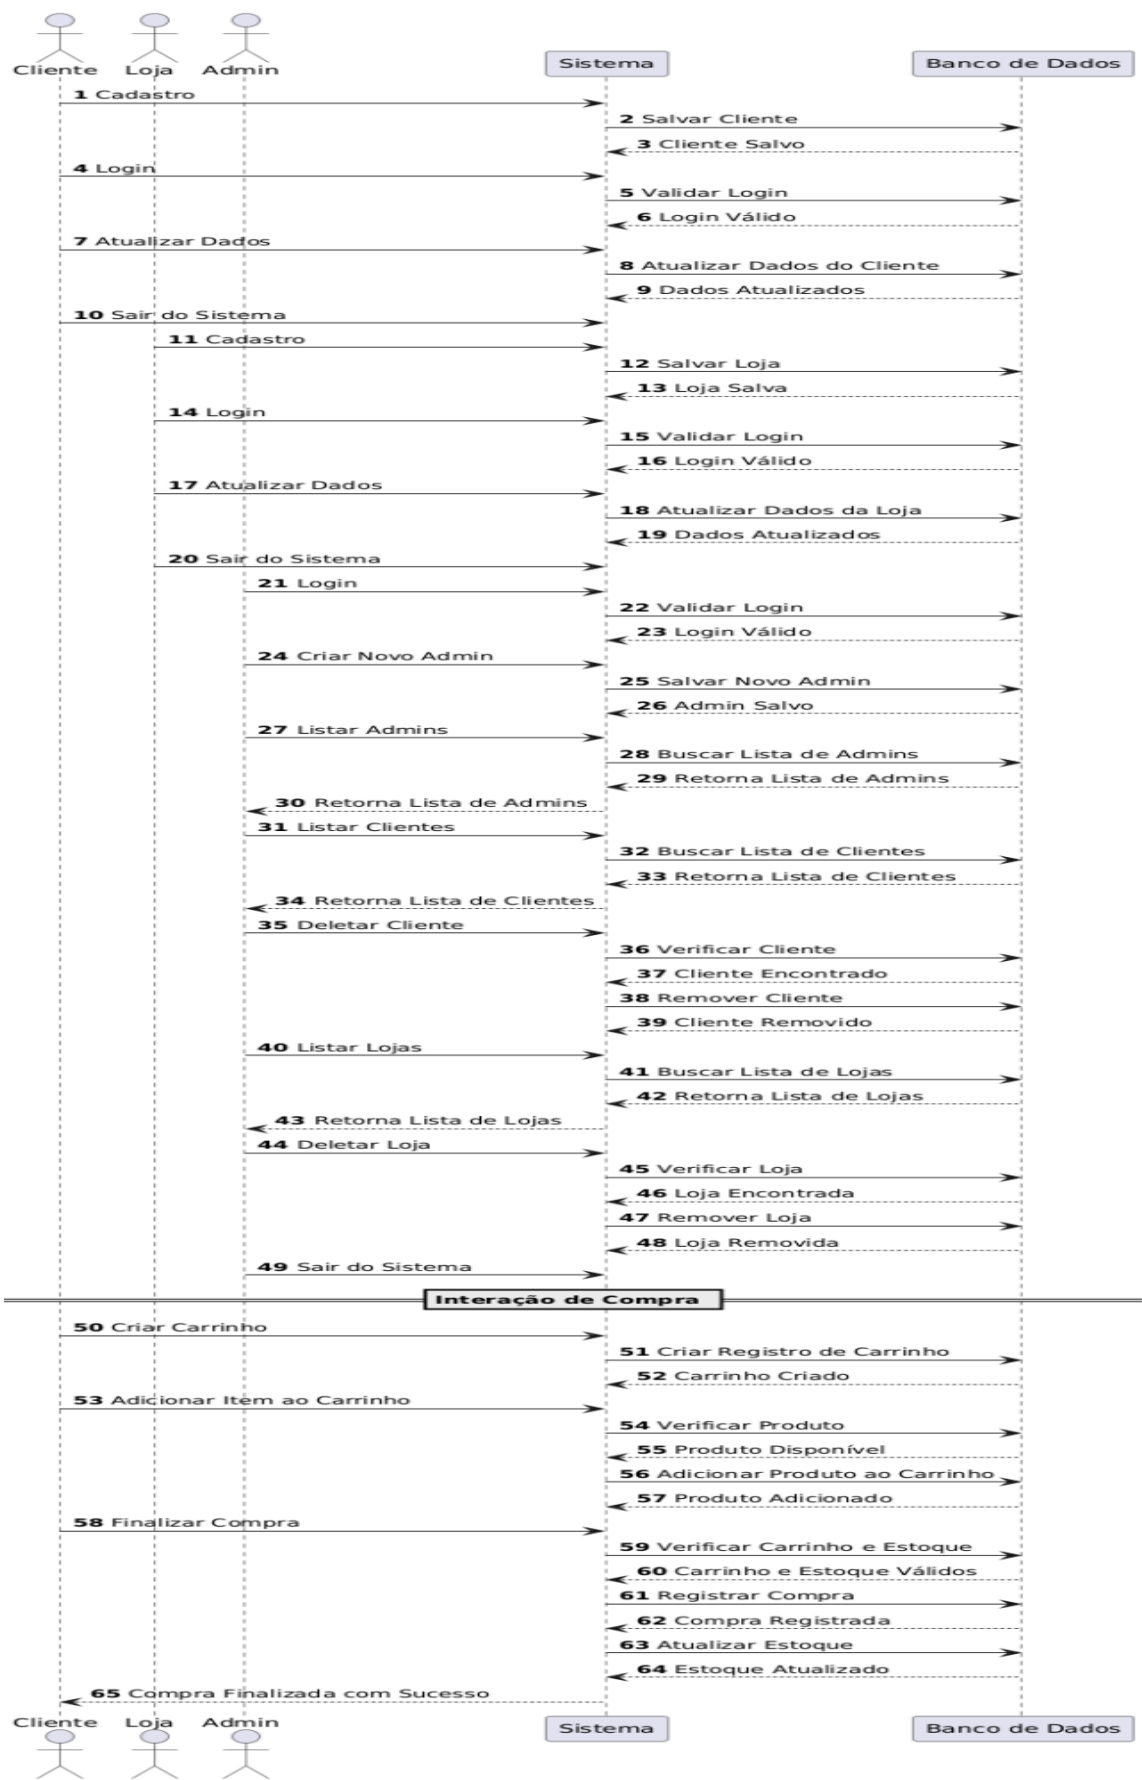 Cliente Loja Admin Sistema Banco de Dados
1 Cadastro
2 Salvar Cliente
3 Cliente Salvo
4 Login
5 Validar Login
6 Login Válido
7 Atualizar Dados
8 Atualizar Dados do Cliente
9 Dados Atualizados
10 Sair do Sistema
11 Cadastro
12 Salvar Loja
13 Loja Salva
14 Login
15 Validar Login
16 Login Válido
17 Atualizar Dados
18 Atualizar Dados da Loja
19 Dados Atualizados
20 Sair do Sistema
21 Login
22 Validar Login
23 Login Válido
24 Criar Novo Admin
25 Salvar Novo Admin
26 Admin Salvo
27 Listar Admins
28 Buscar Lista de Admins
29 Retorna Lista de Admins
30 Retorna Lista de Admins
31 Listar Clientes
32 Buscar Lista de Clientes
33 Retorna Lista de Clientes
34 Retorna Lista de Clientes
35 Deletar Cliente
36 Verificar Cliente
37 Cliente Encontrado
38 Remover Cliente
39 Cliente Removido
40 Listar Lojas
41 Buscar Lista de Lojas
42 Retorna Lista de Lojas
43 Retorna Lista de Lojas
44 Deletar Loja
45 Verificar Loja
46 Loja Encontrada
47 Remover Loja
48 Loja Removida
49 Sair do Sistema
Interação de Compra
50 Criar Carrinho
51 Criar Registro de Carrinho
52 Carrinho Criado
53 Adicionar Item ao Carrinho
54 Verificar Produto
55 Produto Disponível
56 Adicionar Produto ao Carrinho
57 Produto Adicionado
58 Finalizar Compra
59 Verificar Carrinho e Estoque
60 Carrinho e Estoque Válidos
61 Registrar Compra
62 Compra Registrada
63 Atualizar Estoque
64 Estoque Atualizado
65 Compra Finalizada com Sucesso
Cliente Loja Admin Sistema Banco de Dados